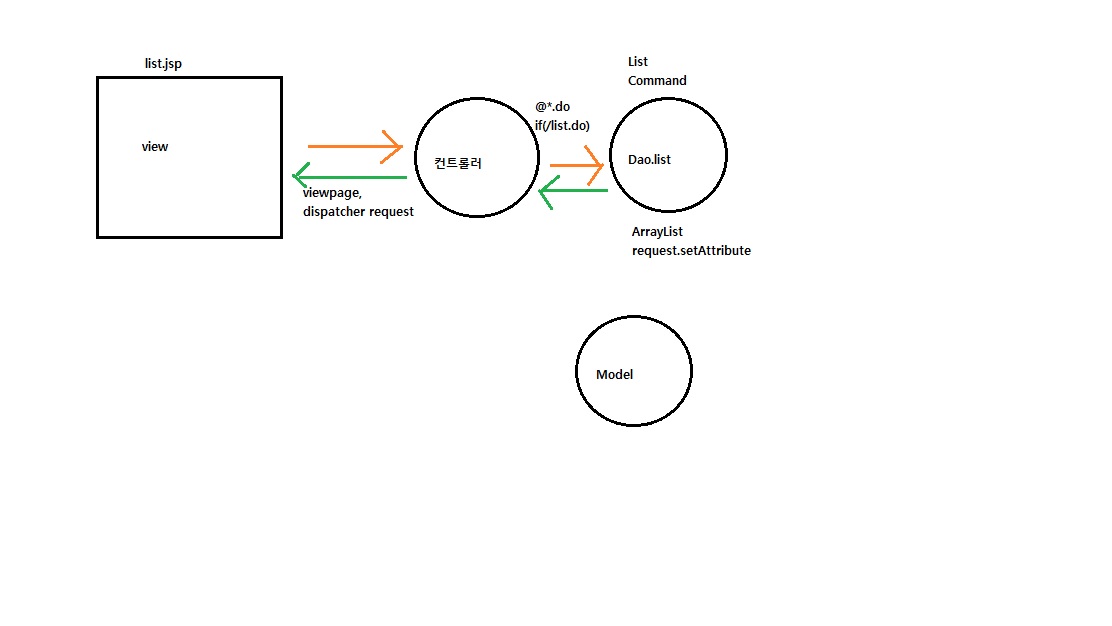 list.jsp
view
viewpage,
dispatcher request
컨트롤러
@*.do
if(/list.do)
List
Command
Dao.list
ArrayList
request.setAttribute
Model